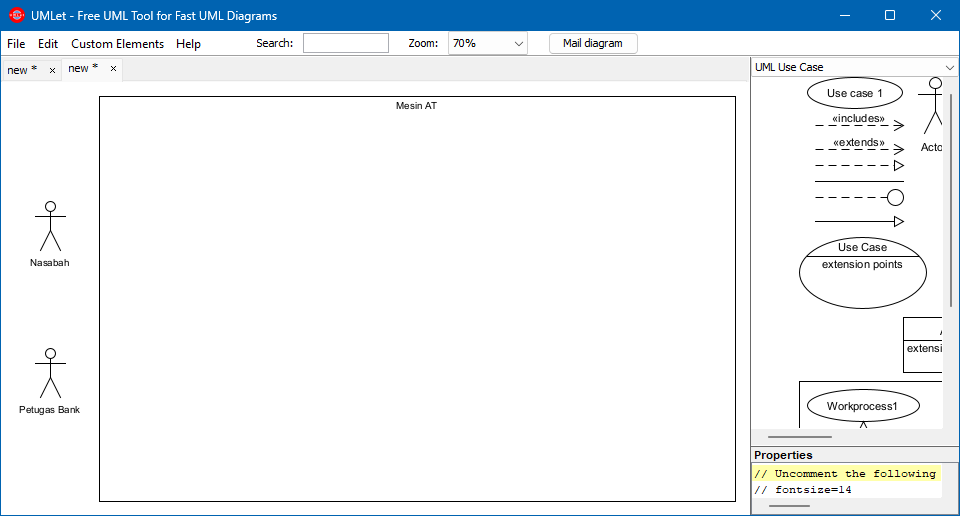 UMLet - Free UML Tool for Fast UML Diagrams
File Edit Custom Elements Help Search: Zoom: 70% Mail diagram
new * × new * ×
UML Use Case
Mesin AT
Nasabah
Petugas Bank
Use case 1
«includes»
Acto
«extends»
Use Case
extension points
extensi
Workprocess1
Properties
// Uncomment the following
// fontsize=14